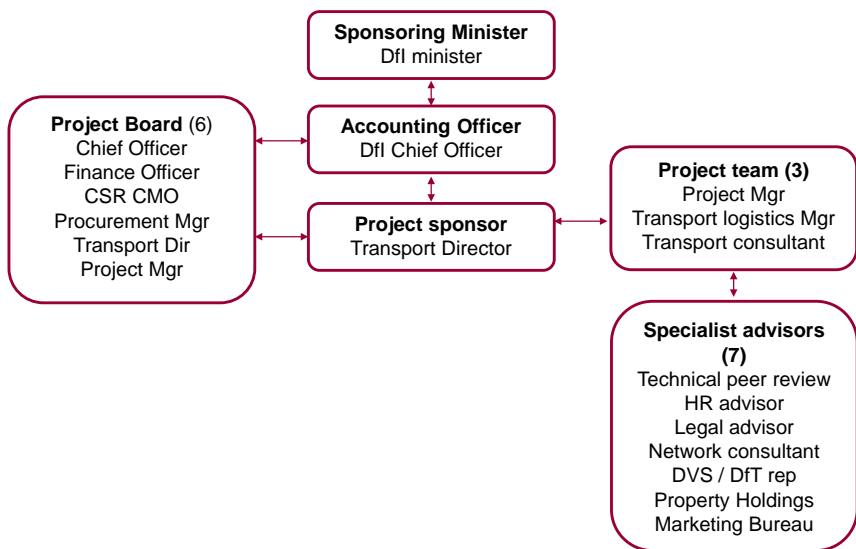 Sponsoring Minister
DfI minister
Project Board (6)
Chief Officer
Finance Officer
CSR CMO
Procurement Mgr
Transport Dir
Project Mgr
Accounting Officer
DfI Chief Officer
Project sponsor
Transport Director
Project team (3)
Project Mgr
Transport logistics Mgr
Transport consultant
Specialist advisors
(7)
Technical peer review
HR advisor
Legal advisor
Network consultant
DVS / DfT rep
Property Holdings
Marketing Bureau